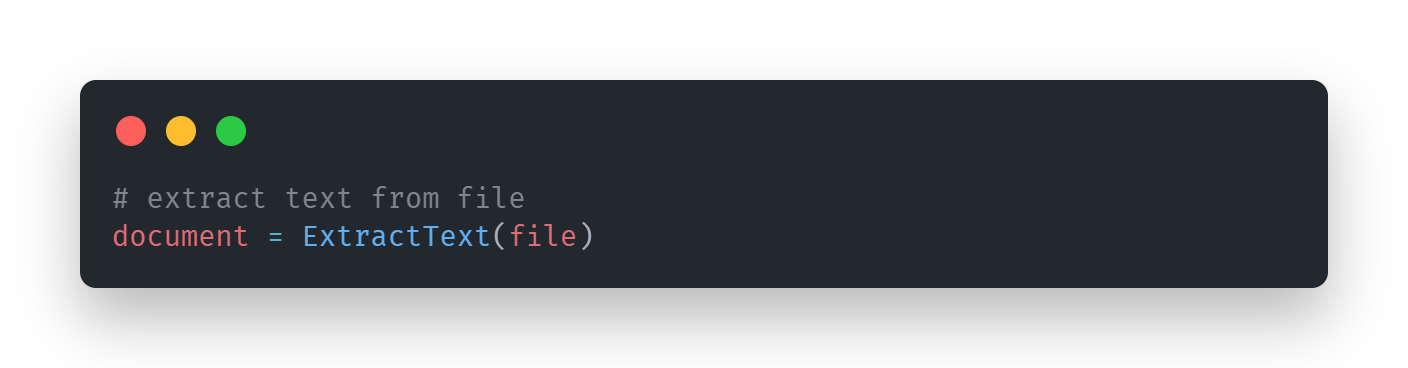 # extract text from file
document = ExtractText(file)